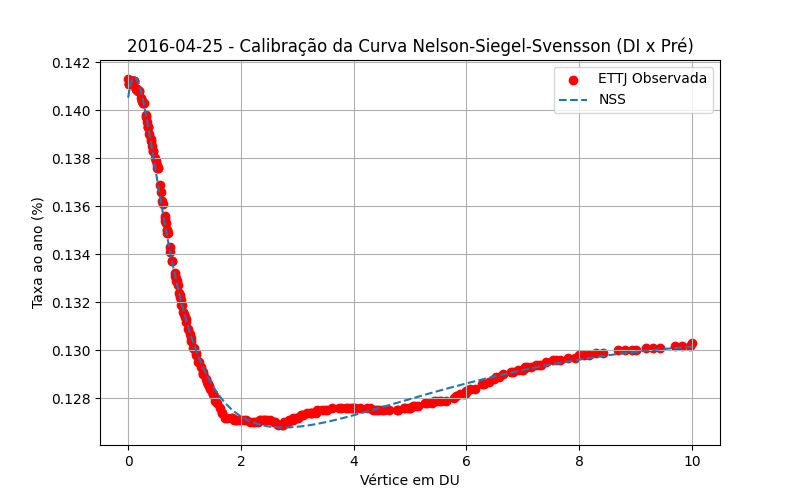 2016-04-25 - Calibração da Curva Nelson-Siegel-Svensson (DI x Pré)
0.142
0.140
0.138
0.136
0.134
0.132
0.130
0.128
Taxa ao ano (%)
ETTJ Observada
NSS
0 2 4 6 8 10
Vértice em DU